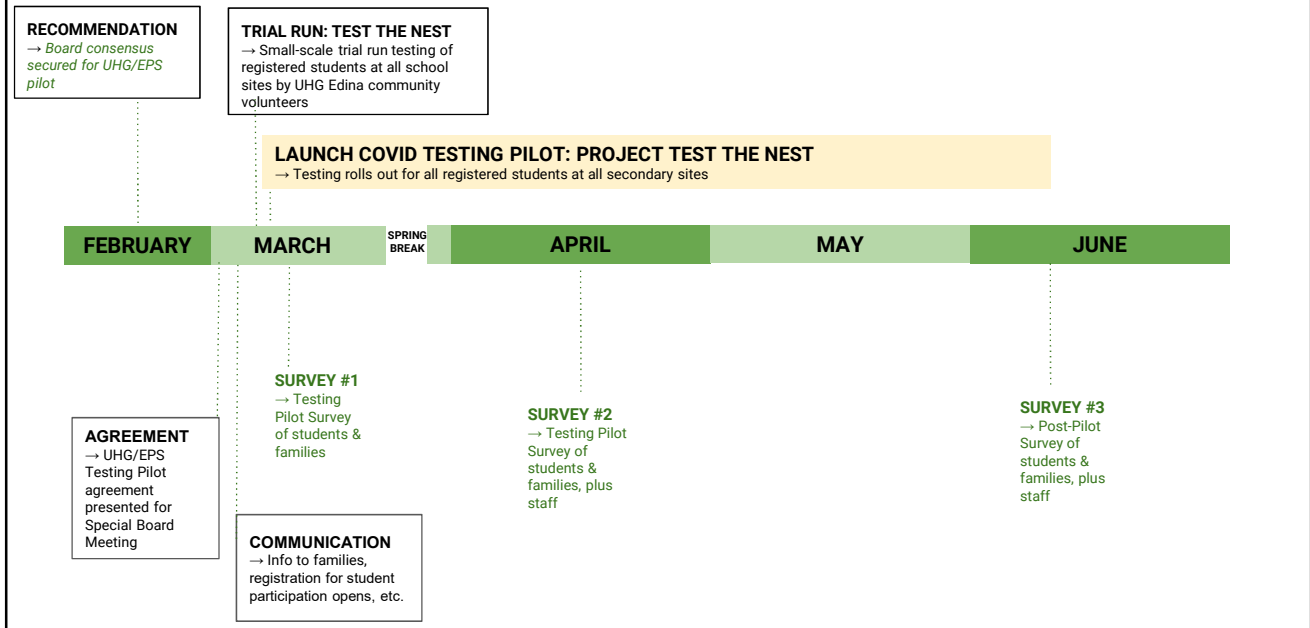 RECOMMENDATION
→ Board consensus
secured for UHG/EPS
pilot
TRIAL RUN: TEST THE NEST
→ Small-scale trial run testing of
registered students at all school
sites by UHG Edina community
volunteers
LAUNCH COVID TESTING PILOT: PROJECT TEST THE NEST
→ Testing rolls out for all registered students at all secondary sites
FEBRUARY
MARCH
SPRING
BREAK
APRIL
MAY
JUNE
AGREEMENT
→ UHG/EPS
Testing Pilot
agreement
presented for
Special Board
Meeting
COMMUNICATION
→ Info to families,
registration for student
participation opens, etc.
SURVEY #1
→ Testing
Pilot Survey
of students &
families
SURVEY #2
→ Testing Pilot
Survey of
students &
families, plus
staff
SURVEY #3
→ Post-Pilot
Survey of
students &
families, plus
staff